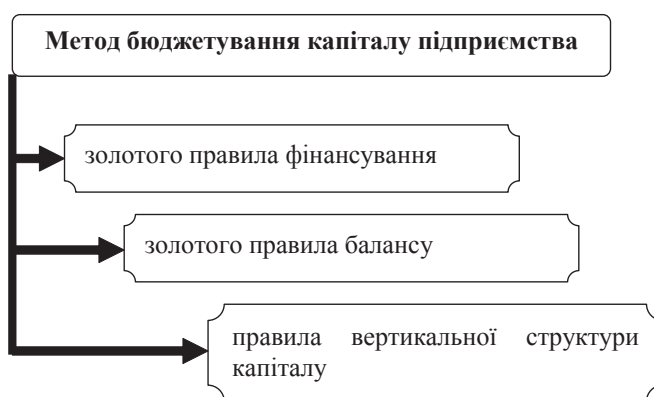 Метод бюджетування капіталу підприємства
золотого правила фінансування
золотого правила балансу
правила вертикальної структури
капіталу